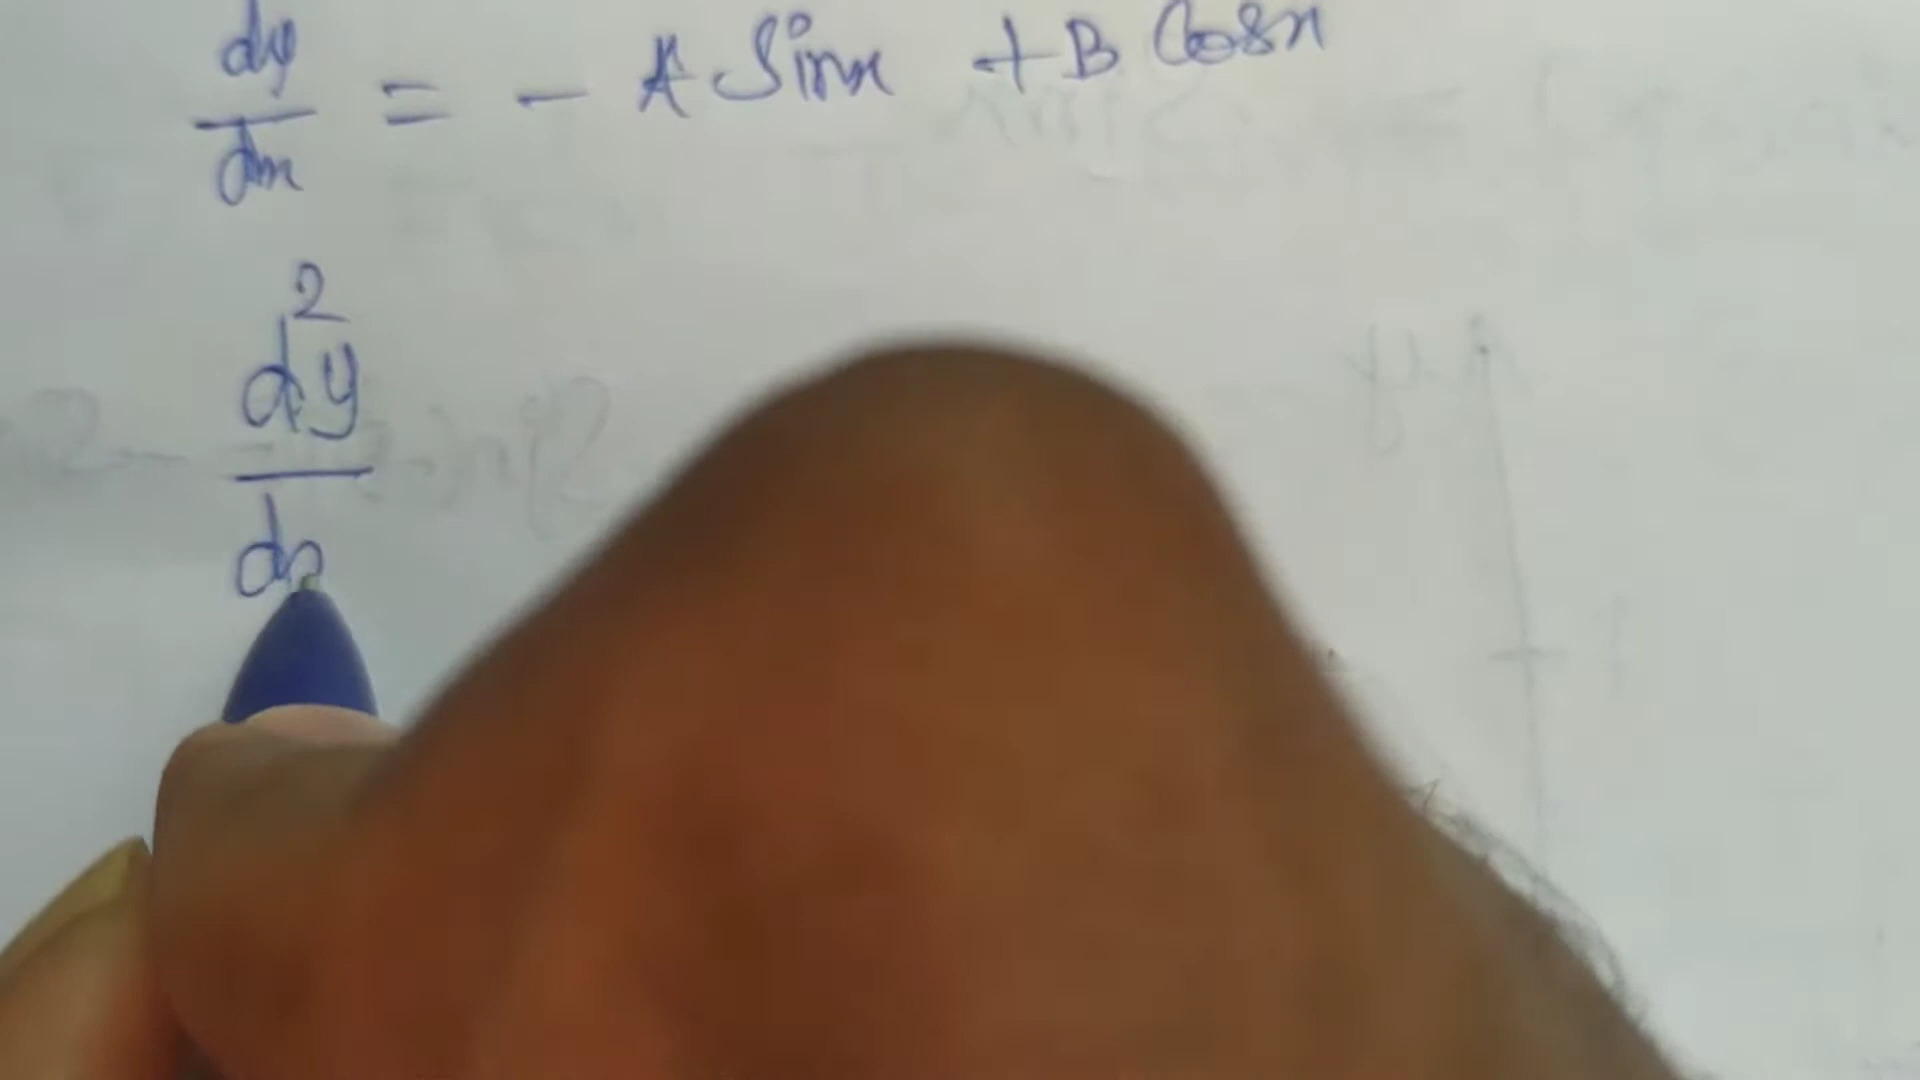 dy/dx = - A Sinx + B Cosx
d²y/dx